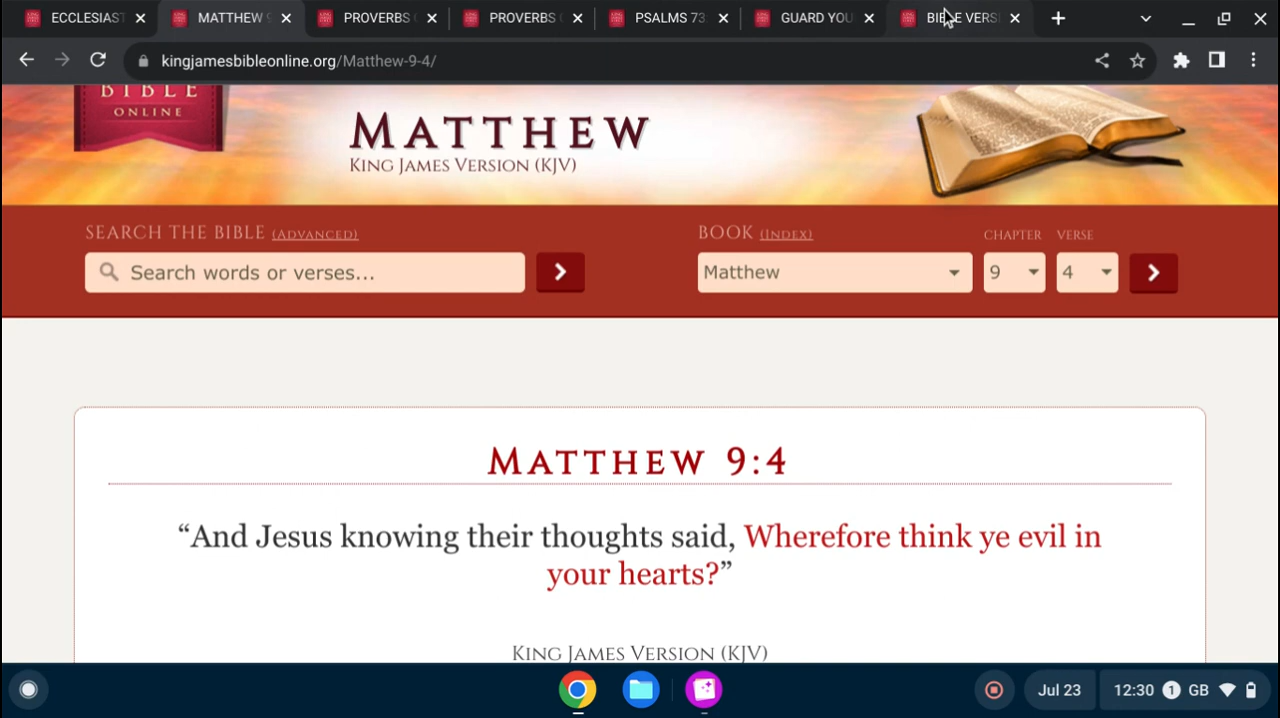 ECCLESIAST
MATTHEW 9
PROVERBS
PROVERBS
PSALMS 73:
GUARD YOU
BIBLE VERS
kingjamesbibleonline.org/Matthew-9-4/
BIBLE
ONLINE
MATTHEW
KING JAMES VERSION (KJV)
SEARCH THE BIBLE (ADVANCED)
BOOK (INDEX)
CHAPTER
VERSE
Search words or verses...
Matthew
9
4
MATTHEW 9:4
“And Jesus knowing their thoughts said, Wherefore think ye evil in
your hearts?”
KING JAMES VERSION (KJV)
Jul 23
12:30
1
GB